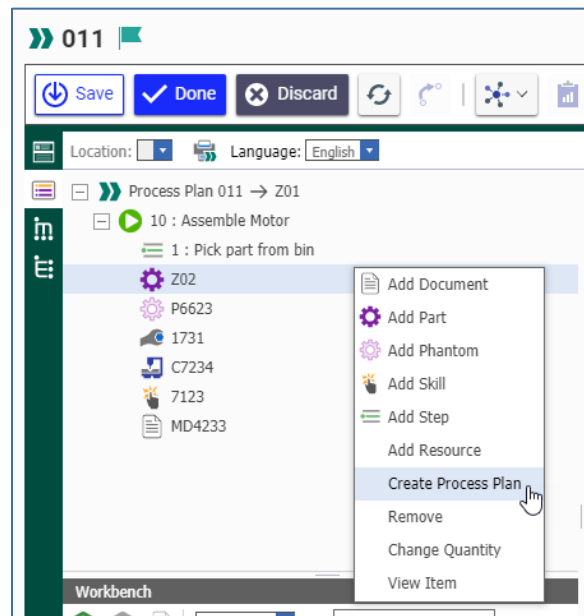 011
Save Done Discard
Location: Language: English
Process Plan 011 → Z01
10 : Assemble Motor
1 : Pick part from bin
Z02
P6623
1731
C7234
7123
MD4233
Add Document
Add Part
Add Phantom
Add Skill
Add Step
Add Resource
Create Process Plan
Remove
Change Quantity
View Item
Workbench